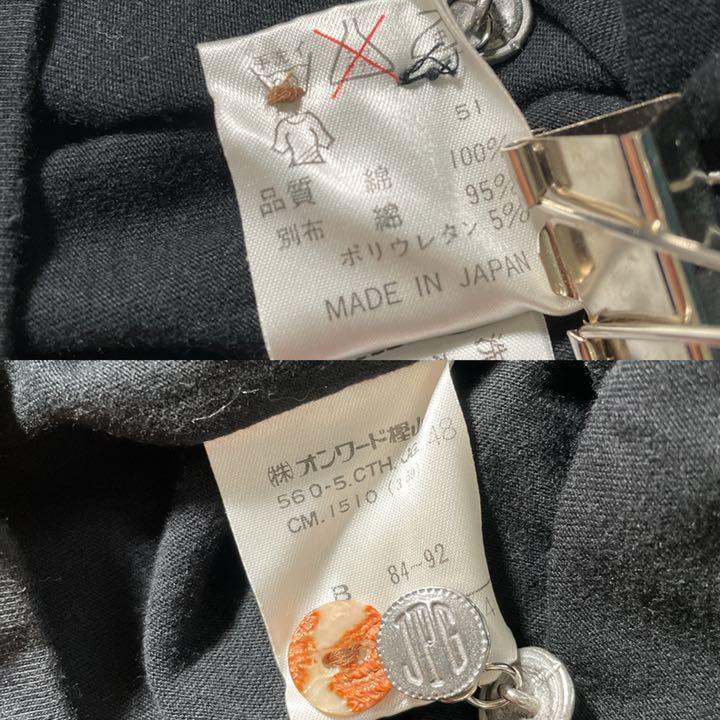 51
品質 綿 100%
別布 綿 95%
ポリウレタン 5%
MADE IN JAPAN
㈱オンワード樫山 48
560-5.CTH.
CM.1510
B 84~92
4
JPG